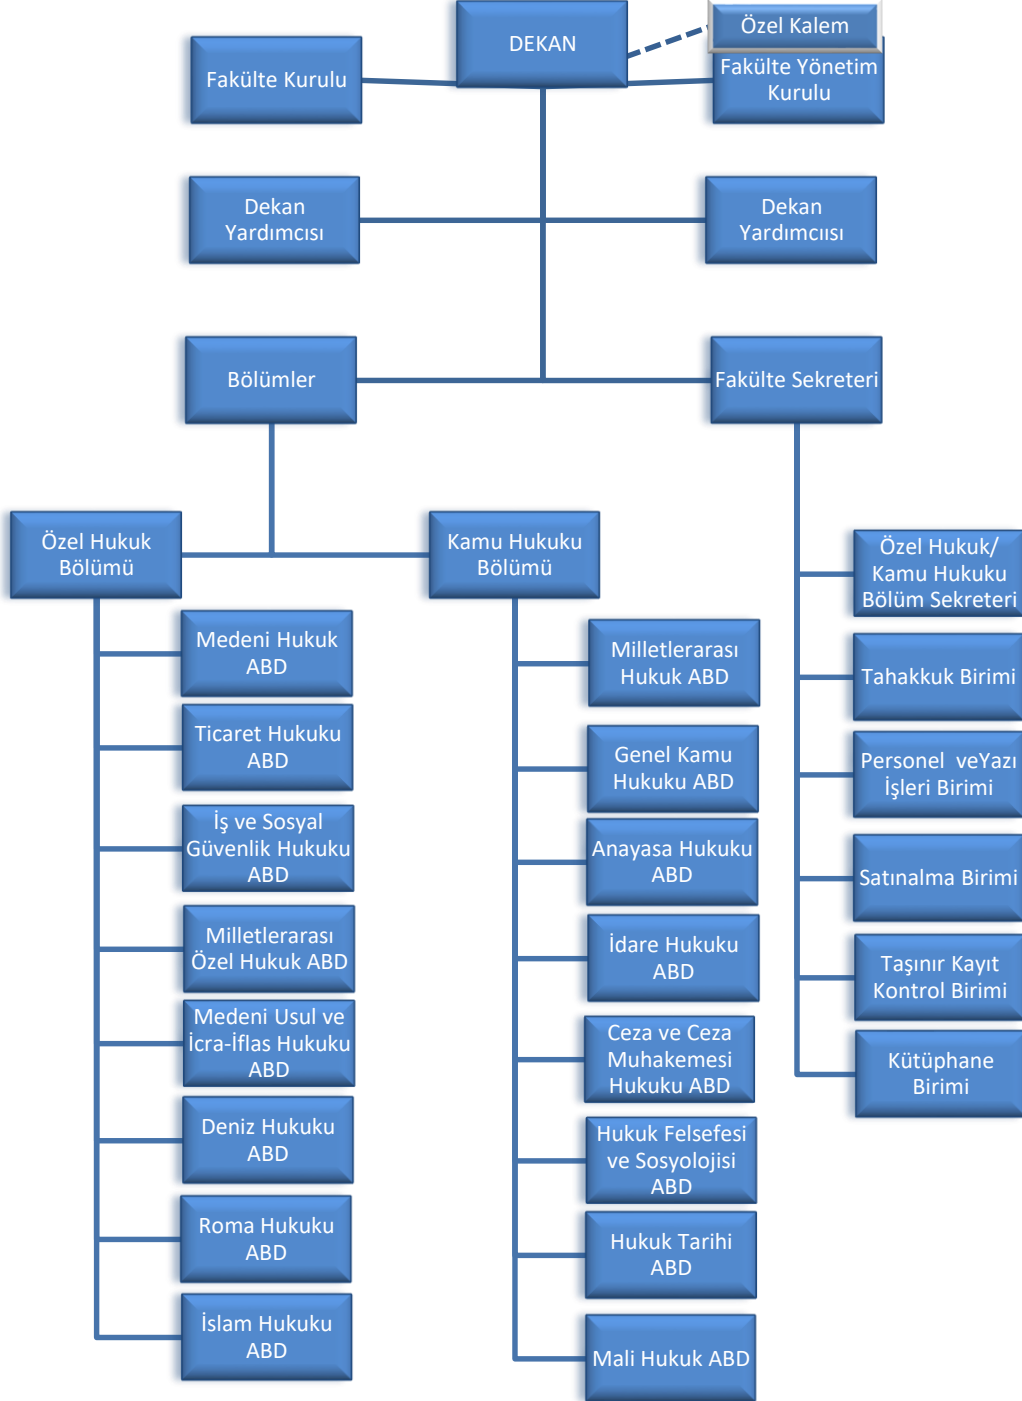 DEKAN
Özel Kalem
Fakülte Kurulu
Fakülte Yönetim
Kurulu
Dekan
Yardımcısı
Dekan
Yardımcıısı
Bölümler
Fakülte Sekreteri
Özel Hukuk
Bölümü
Kamu Hukuku
Bölümü
Medeni Hukuk
ABD
Ticaret Hukuku
ABD
İş ve Sosyal
Güvenlik Hukuku
ABD
Milletlerarası
Özel Hukuk ABD
Medeni Usul ve
İcra-İflas Hukuku
ABD
Deniz Hukuku
ABD
Roma Hukuku
ABD
İslam Hukuku
ABD
Milletlerarası
Hukuk ABD
Genel Kamu
Hukuku ABD
Anayasa Hukuku
ABD
İdare Hukuku
ABD
Ceza ve Ceza
Muhakemesi
Hukuku ABD
Hukuk Felsefesi
ve Sosyolojisi
ABD
Hukuk Tarihi
ABD
Mali Hukuk ABD
Özel Hukuk/
Kamu Hukuku
Bölüm Sekreteri
Tahakkuk Birimi
Personel veYazı
İşleri Birimi
Satınalma Birimi
Taşınır Kayıt
Kontrol Birimi
Kütüphane
Birimi